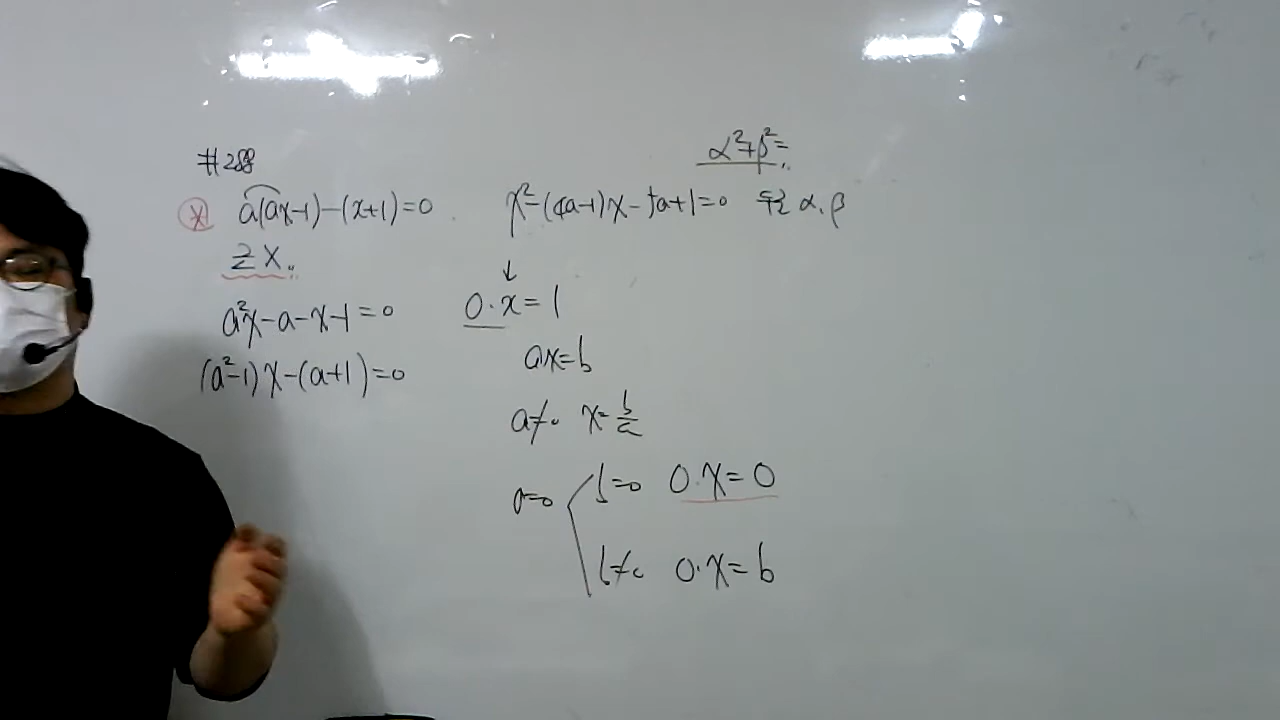 #288
α²+β²=
* a(ax-1)-(x+1)=0
x²-(4a-1)x-5a+1=0 두근 α, β
근 X
a²x-a-x-1=0
↓
0·x=1
ax=b
(a²-1)x-(a+1)=0
a≠0 x=b/a
a=0 b=0 0·x=0
b≠0 0·x=b